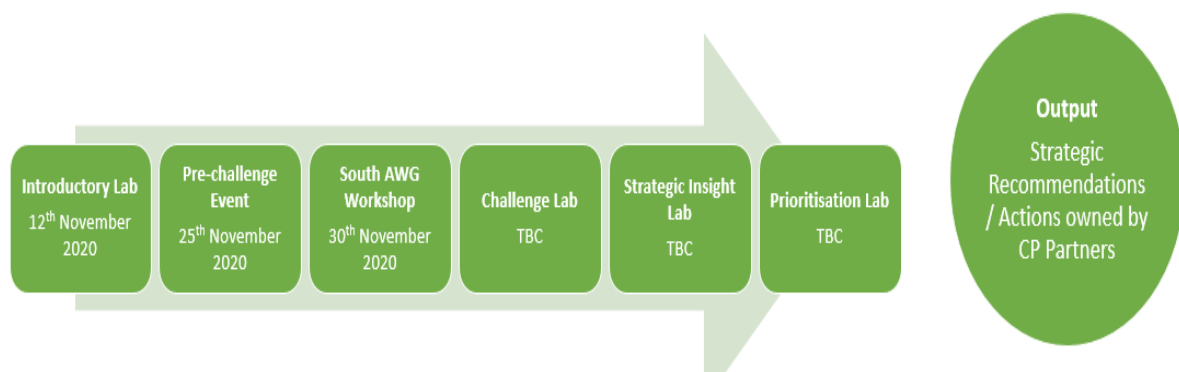 Introductory Lab
12th November
2020
Pre-challenge
Event
25th November
2020
South AWG
Workshop
30th November
2020
Challenge Lab
TBC
Strategic Insight
Lab
TBC
Prioritisation Lab
TBC
Output
Strategic
Recommendations
/ Actions owned by
CP Partners